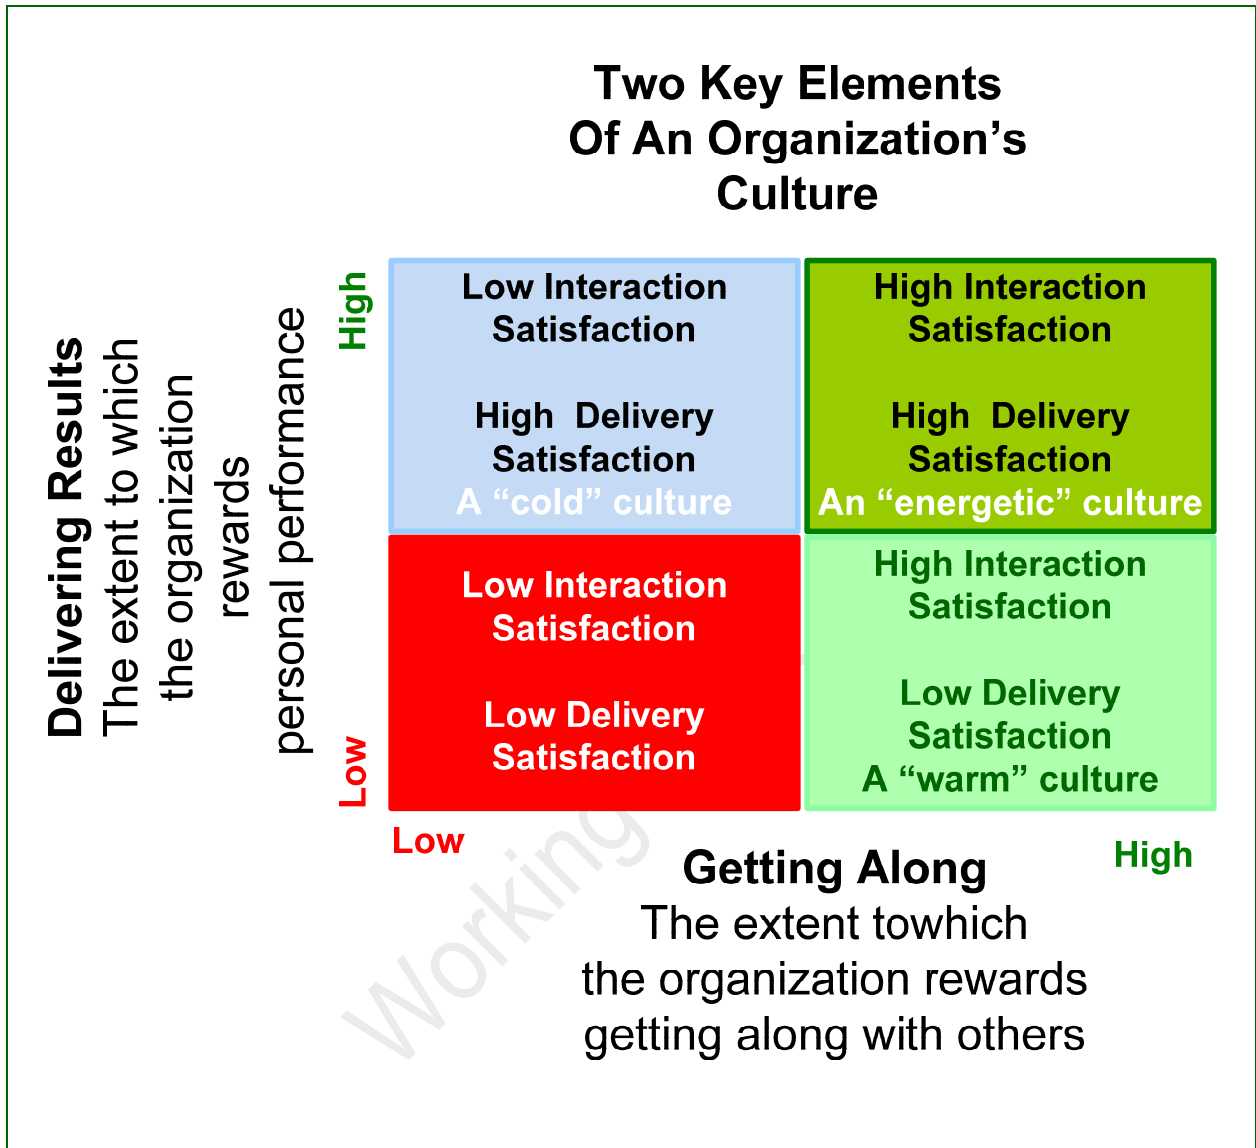 Two Key Elements
Of An Organization’s
Culture
Delivering Results
The extent to which
the organization
rewards
personal performance
High
Low
Low Interaction
Satisfaction
High  Delivery
Satisfaction
A “cold” culture
High Interaction
Satisfaction
High  Delivery
Satisfaction
An “energetic” culture
Low Interaction
Satisfaction
Low Delivery
Satisfaction
High Interaction
Satisfaction
Low Delivery
Satisfaction
A “warm” culture
Low
High
Getting Along
The extent towhich
the organization rewards
getting along with others
Working